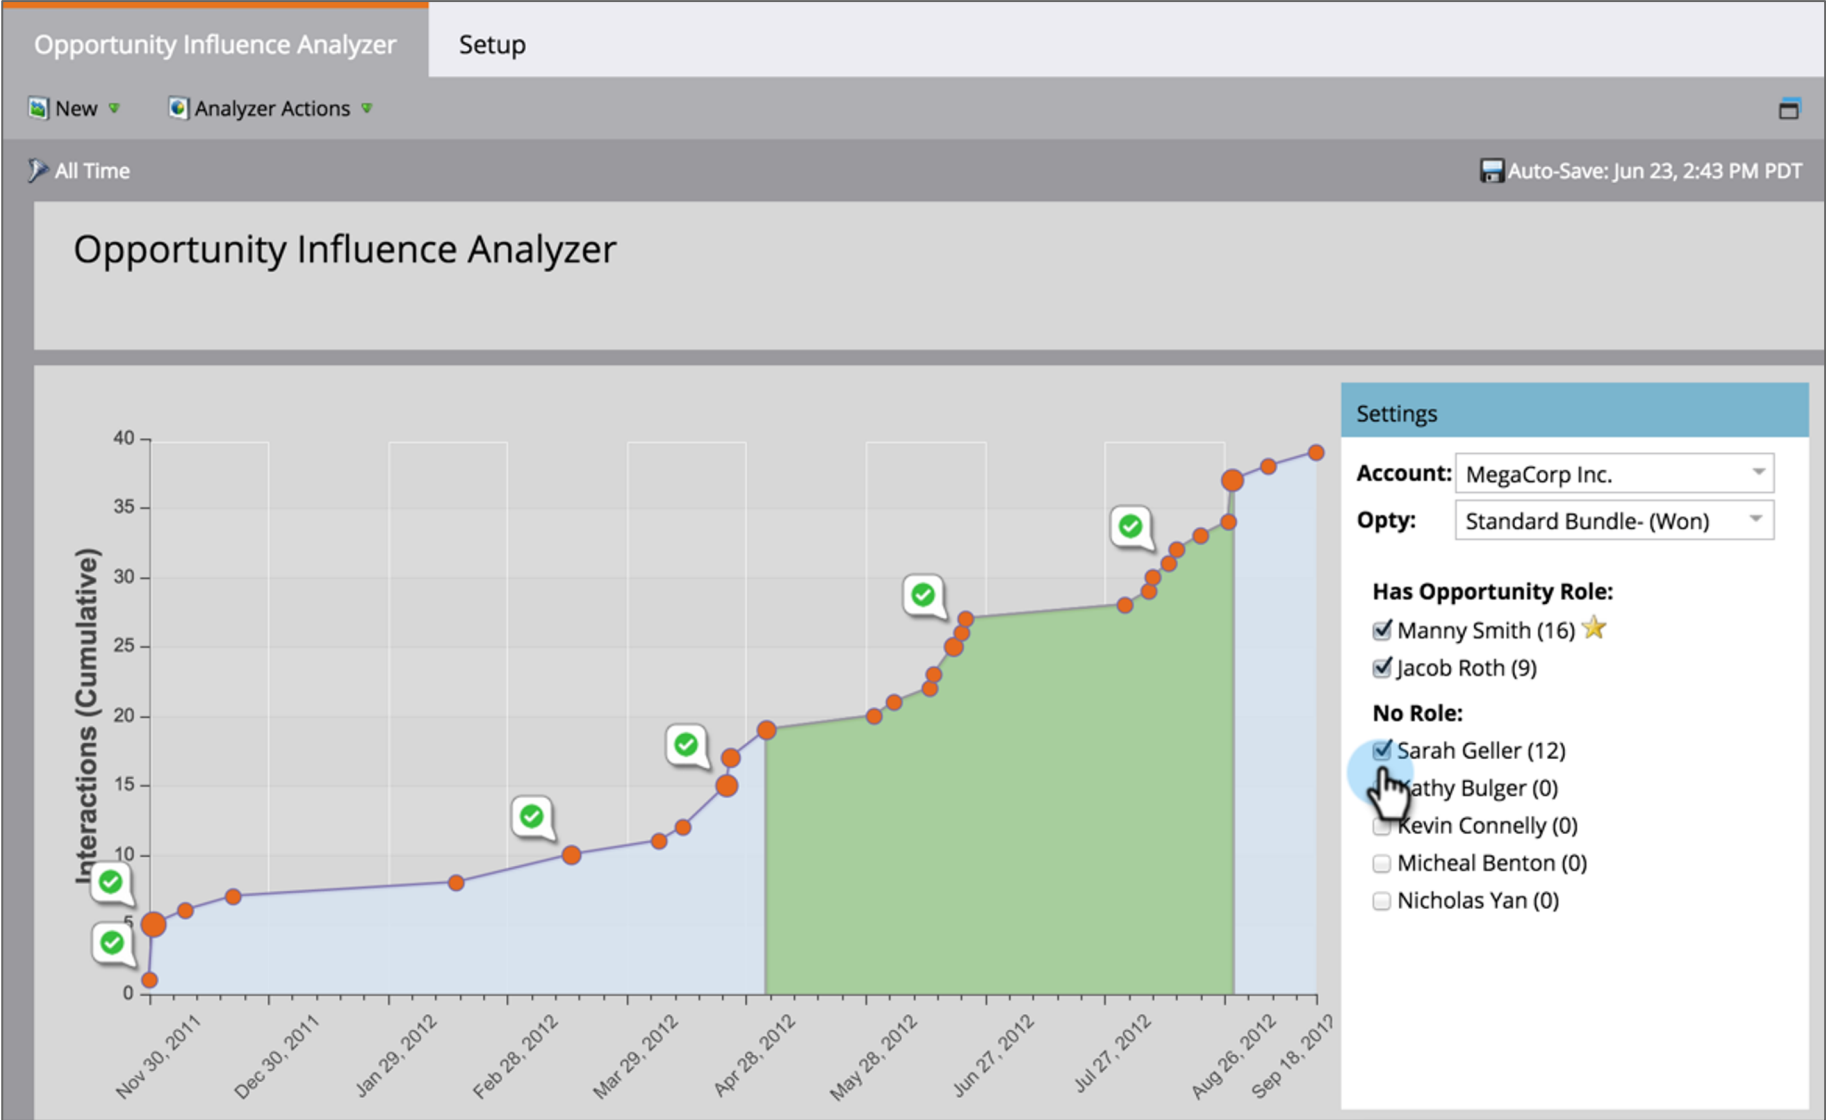 Opportunity Influence Analyzer Setup
New Analyzer Actions
All Time Auto-Save: Jun 23, 2:43 PM PDT
Opportunity Influence Analyzer
Interactions (Cumulative)
40
35
30
25
20
15
10
5
0
Nov 30, 2011
Dec 30, 2011
Jan 29, 2012
Feb 28, 2012
Mar 29, 2012
Apr 28, 2012
May 28, 2012
Jun 27, 2012
Jul 27, 2012
Aug 26, 2012
Sep 18, 2012
Settings
Account: MegaCorp Inc.
Opty: Standard Bundle- (Won)
Has Opportunity Role:
Manny Smith (16)
Jacob Roth (9)
No Role:
Sarah Geller (12)
Kathy Bulger (0)
Kevin Connelly (0)
Micheal Benton (0)
Nicholas Yan (0)